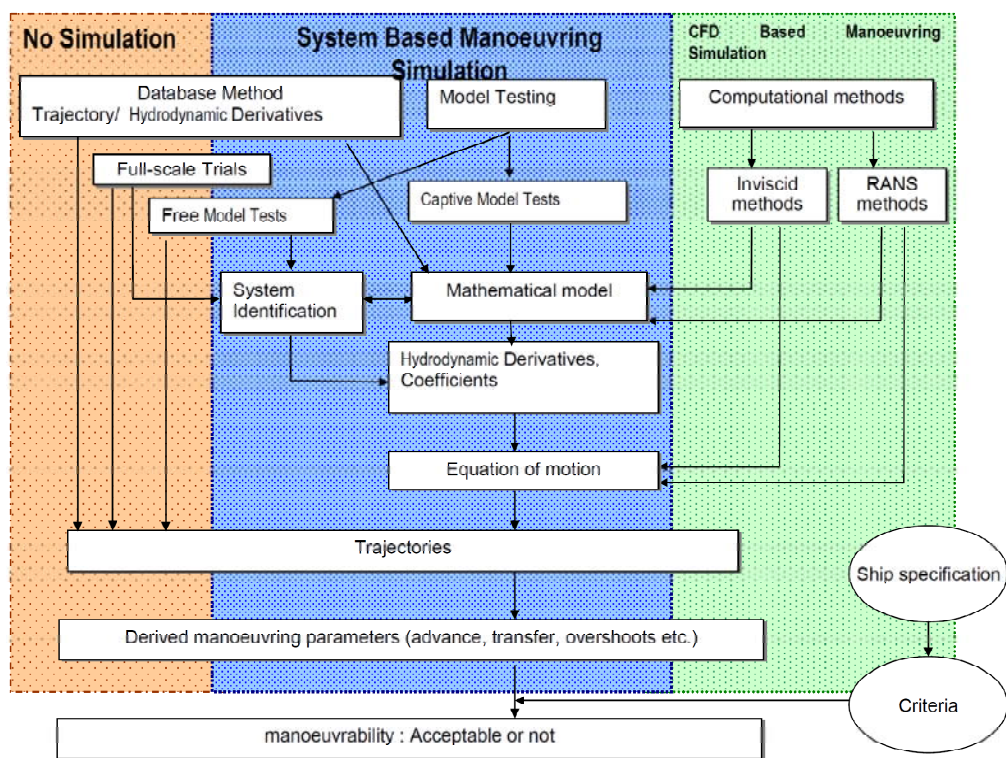 No Simulation
System Based Manoeuvring
Simulation
CFD Based Manoeuvring
Simulation
Database Method
Trajectory/ Hydrodynamic Derivatives
Model Testing
Computational methods
Full-scale Trials
Free Model Tests
Captive Model Tests
Inviscid
methods
RANS
methods
System
Identification
Mathematical model
Hydrodynamic Derivatives,
Coefficients
Equation of motion
Trajectories
Ship specification
Derived manoeuvring parameters (advance, transfer, overshoots etc.)
Criteria
manoeuvrability : Acceptable or not